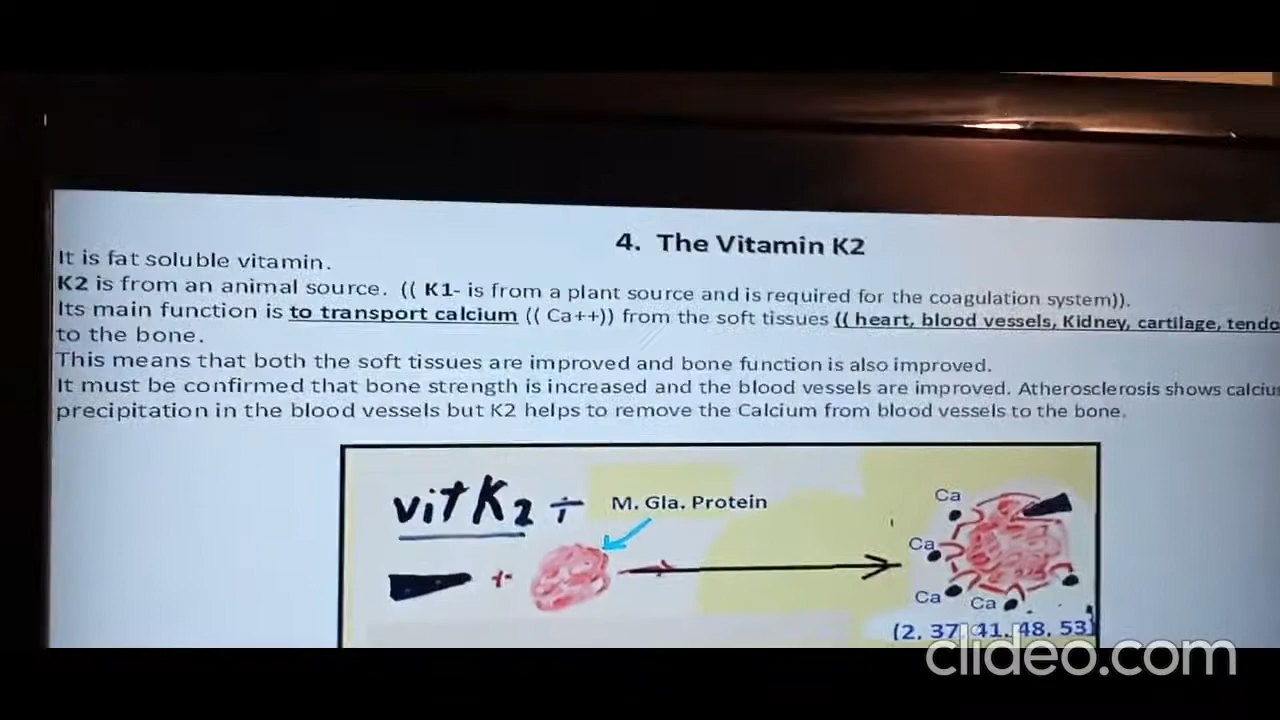 4. The Vitamin K2
It is fat soluble vitamin.
K2 is from an animal source. (( K1- is from a plant source and is required for the coagulation system)).
Its main function is to transport calcium (( Ca++)) from the soft tissues (( heart, blood vessels, Kidney, cartilage, tendo
to the bone.
This means that both the soft tissues are improved and bone function is also improved.
It must be confirmed that bone strength is increased and the blood vessels are improved. Atherosclerosis shows calciu
precipitation in the blood vessels but K2 helps to remove the Calcium from blood vessels to the bone.
vit K2 ÷
M. Gla. Protein
+
Ca
Ca
Ca
Ca
(2, 37, 41, 48, 53)
clideo.com